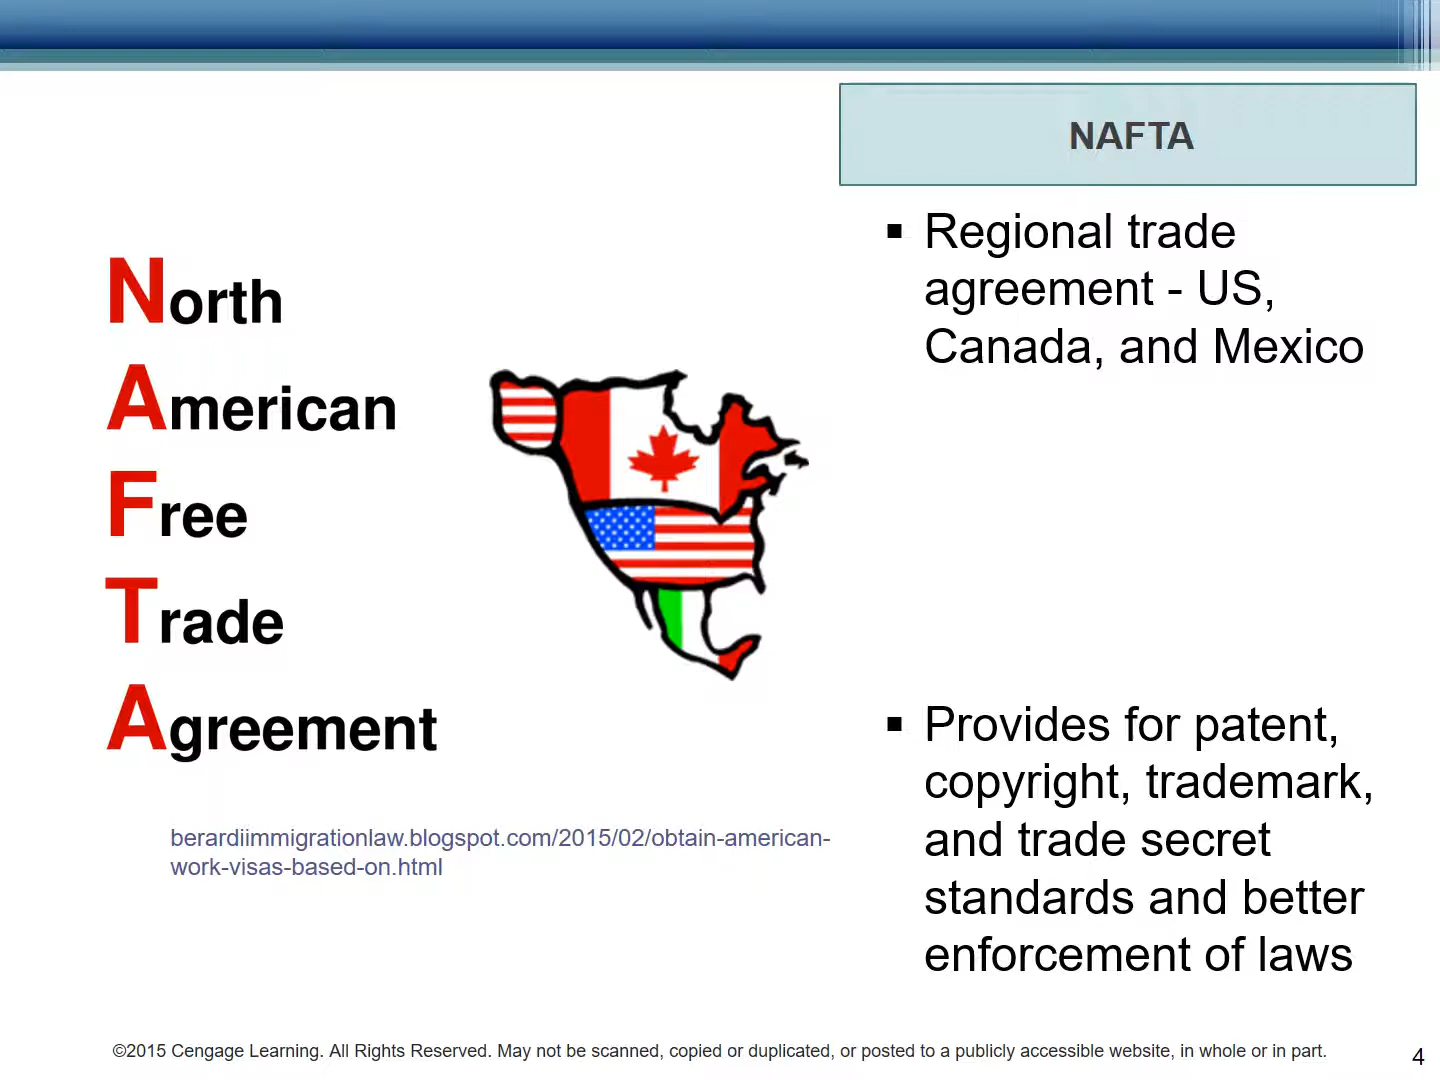 NAFTA
North
American
Free
Trade
Agreement
berardiimmigrationlaw.blogspot.com/2015/02/obtain-american-
work-visas-based-on.html
▪ Regional trade
agreement - US,
Canada, and Mexico
▪ Provides for patent,
copyright, trademark,
and trade secret
standards and better
enforcement of laws
©2015 Cengage Learning. All Rights Reserved. May not be scanned, copied or duplicated, or posted to a publicly accessible website, in whole or in part.
4